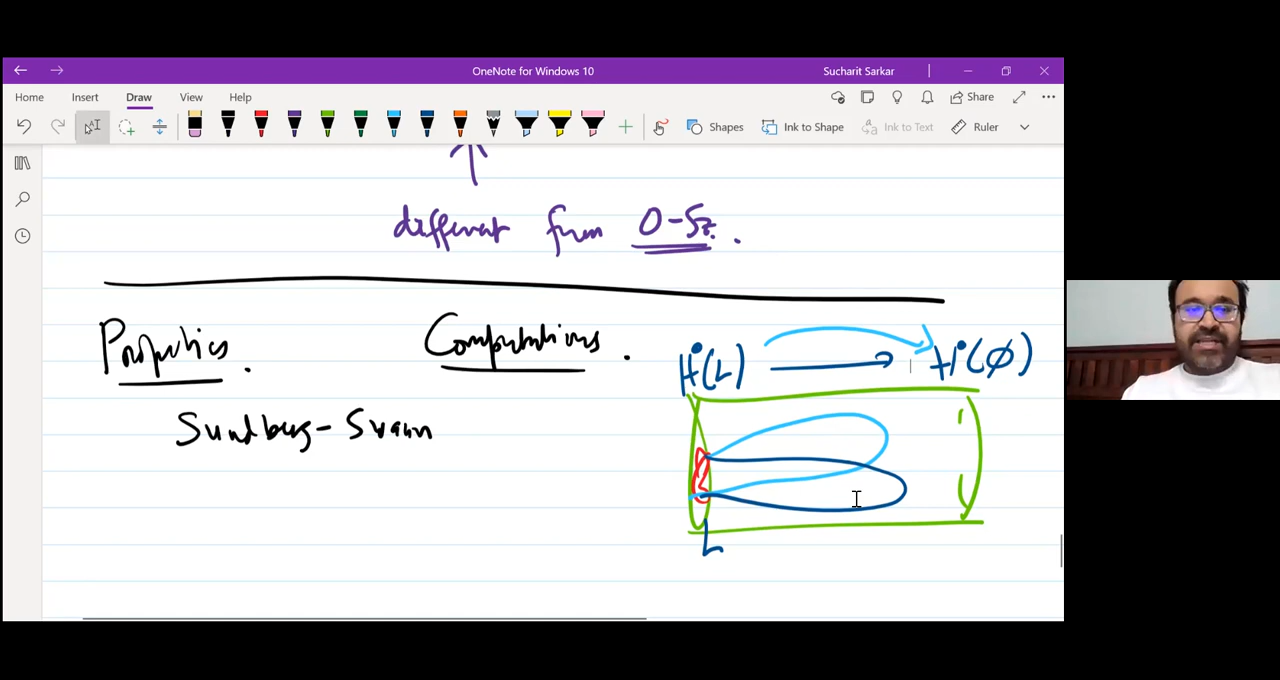 OneNote for Windows 10
Sucharit Sarkar
Home Insert Draw View Help
Share
Shapes Ink to Shape Ink to Text Ruler
different from O-Sz.
Properties. Computations.
H(L) H(∅)
Sundberg-Swann
L